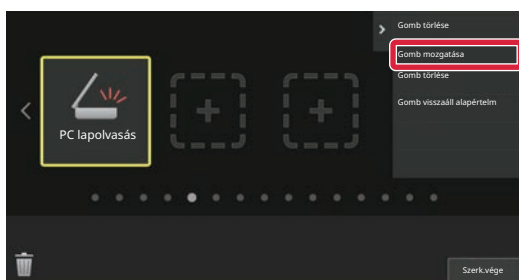 Gomb törlése
Gomb mozgatása
Gomb törlése
Gomb visszaáll alapértelm
PC lapolvasás
Szerk.vége